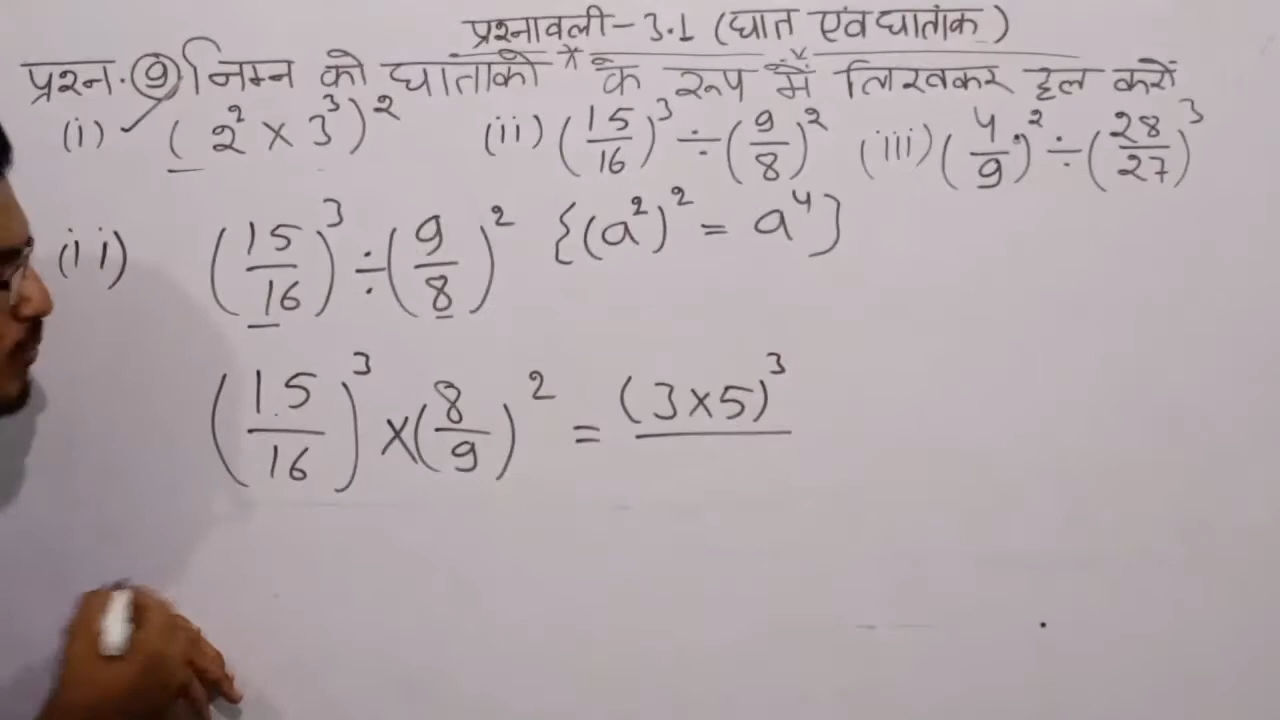 प्रश्नावली-3.1 (घात एवं घातांक)
प्रश्न.9) निम्न को घाताकों के रूप में लिखकर हल करों
(i) (2² × 3³)² (ii) (15/16)³ ÷ (9/8)² (iii) (4/9)² ÷ (28/27)³
(ii) (15/16)³ ÷ (9/8)² {(a²)² = a⁴}
(15/16)³ × (8/9)² = (3×5)³